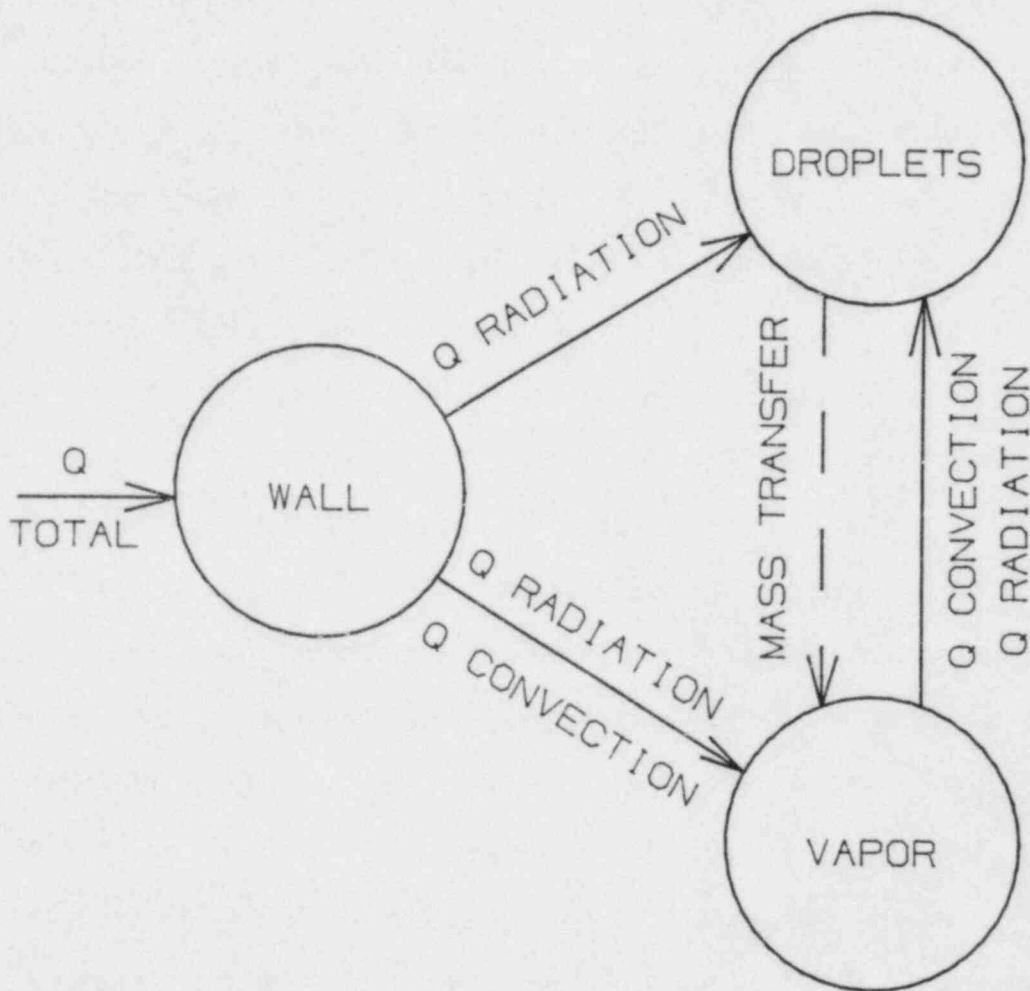 DROPLETS
Q RADIATION
Q
TOTAL
WALL
MASS TRANSFER
Q CONVECTION
Q RADIATION
Q RADIATION
Q CONVECTION
VAPOR